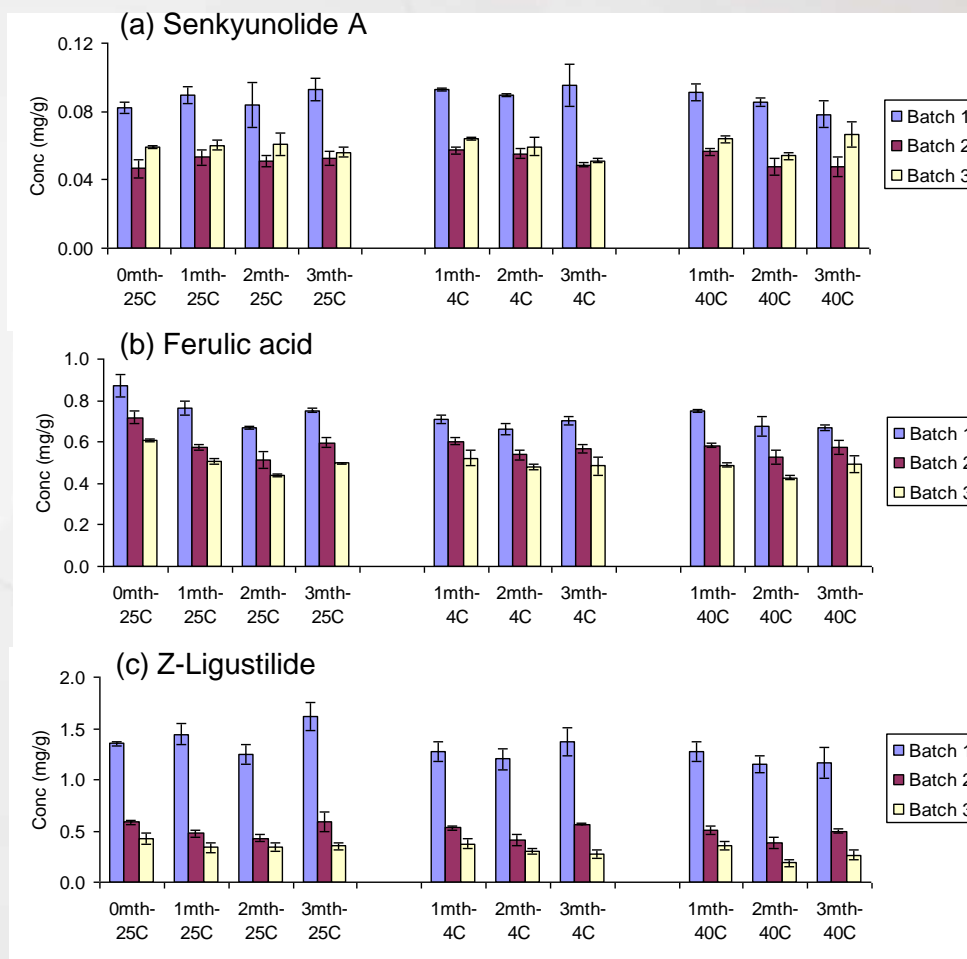 (a) Senkyunolide A
Conc (mg/g)
0.12
0.08
0.04
0.00
0mth-
25C
1mth-
25C
2mth-
25C
3mth-
25C
1mth-
4C
2mth-
4C
3mth-
4C
1mth-
40C
2mth-
40C
3mth-
40C
Batch 1
Batch 2
Batch 3
(b) Ferulic acid
Conc (mg/g)
1.0
0.8
0.6
0.4
0.2
0.0
0mth-
25C
1mth-
25C
2mth-
25C
3mth-
25C
1mth-
4C
2mth-
4C
3mth-
4C
1mth-
40C
2mth-
40C
3mth-
40C
Batch 1
Batch 2
Batch 3
(c) Z-Ligustilide
Conc (mg/g)
2.0
1.5
1.0
0.5
0.0
0mth-
25C
1mth-
25C
2mth-
25C
3mth-
25C
1mth-
4C
2mth-
4C
3mth-
4C
1mth-
40C
2mth-
40C
3mth-
40C
Batch 1
Batch 2
Batch 3